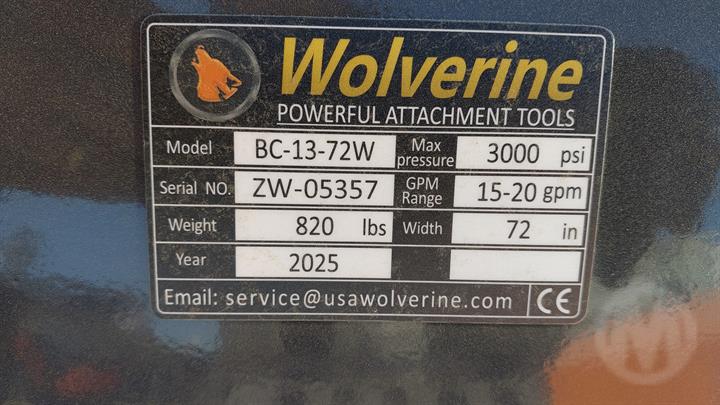 Wolverine
POWERFUL ATTACHMENT TOOLS
Model BC-13-72W Max pressure 3000 psi
Serial NO. ZW-05357 GPM Range 15-20 gpm
Weight 820 lbs Width 72 in
Year 2025
Email: service@usawolverine.com CE